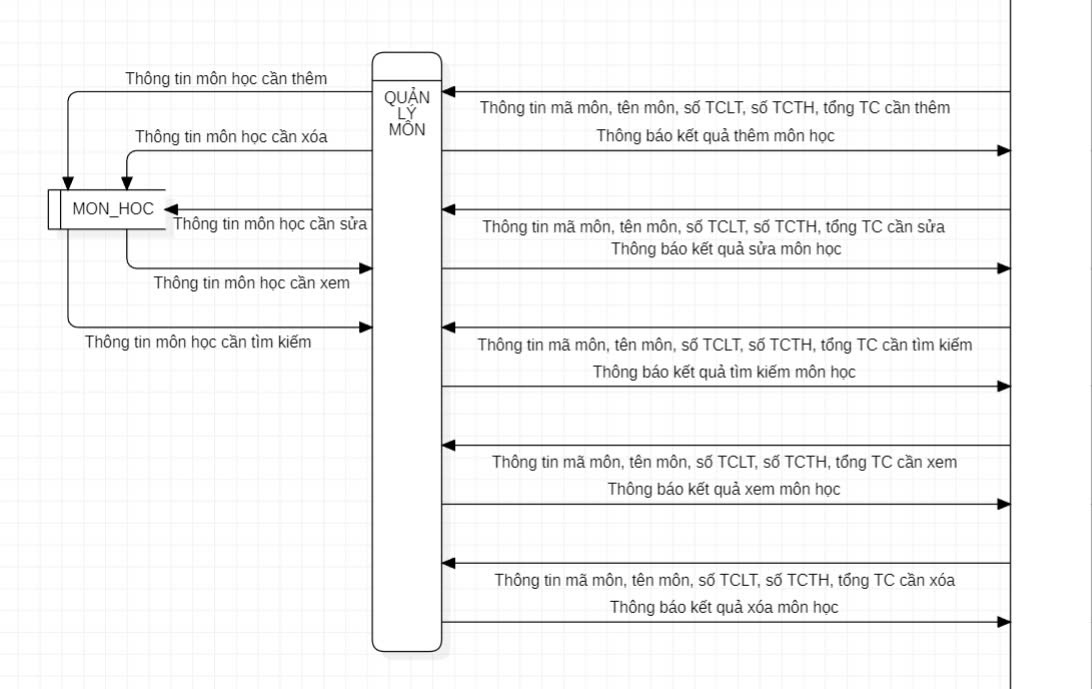 Thông tin môn học cần thêm
Thông tin môn học cần xóa
MON_HOC
Thông tin môn học cần sửa
Thông tin môn học cần xem
Thông tin môn học cần tìm kiếm
QUẢN
LÝ
MÔN
Thông tin mã môn, tên môn, số TCLT, số TCTH, tổng TC cần thêm
Thông báo kết quả thêm môn học
Thông tin mã môn, tên môn, số TCLT, số TCTH, tổng TC cần sửa
Thông báo kết quả sửa môn học
Thông tin mã môn, tên môn, số TCLT, số TCTH, tổng TC cần tìm kiếm
Thông báo kết quả tìm kiếm môn học
Thông tin mã môn, tên môn, số TCLT, số TCTH, tổng TC cần xem
Thông báo kết quả xem môn học
Thông tin mã môn, tên môn, số TCLT, số TCTH, tổng TC cần xóa
Thông báo kết quả xóa môn học